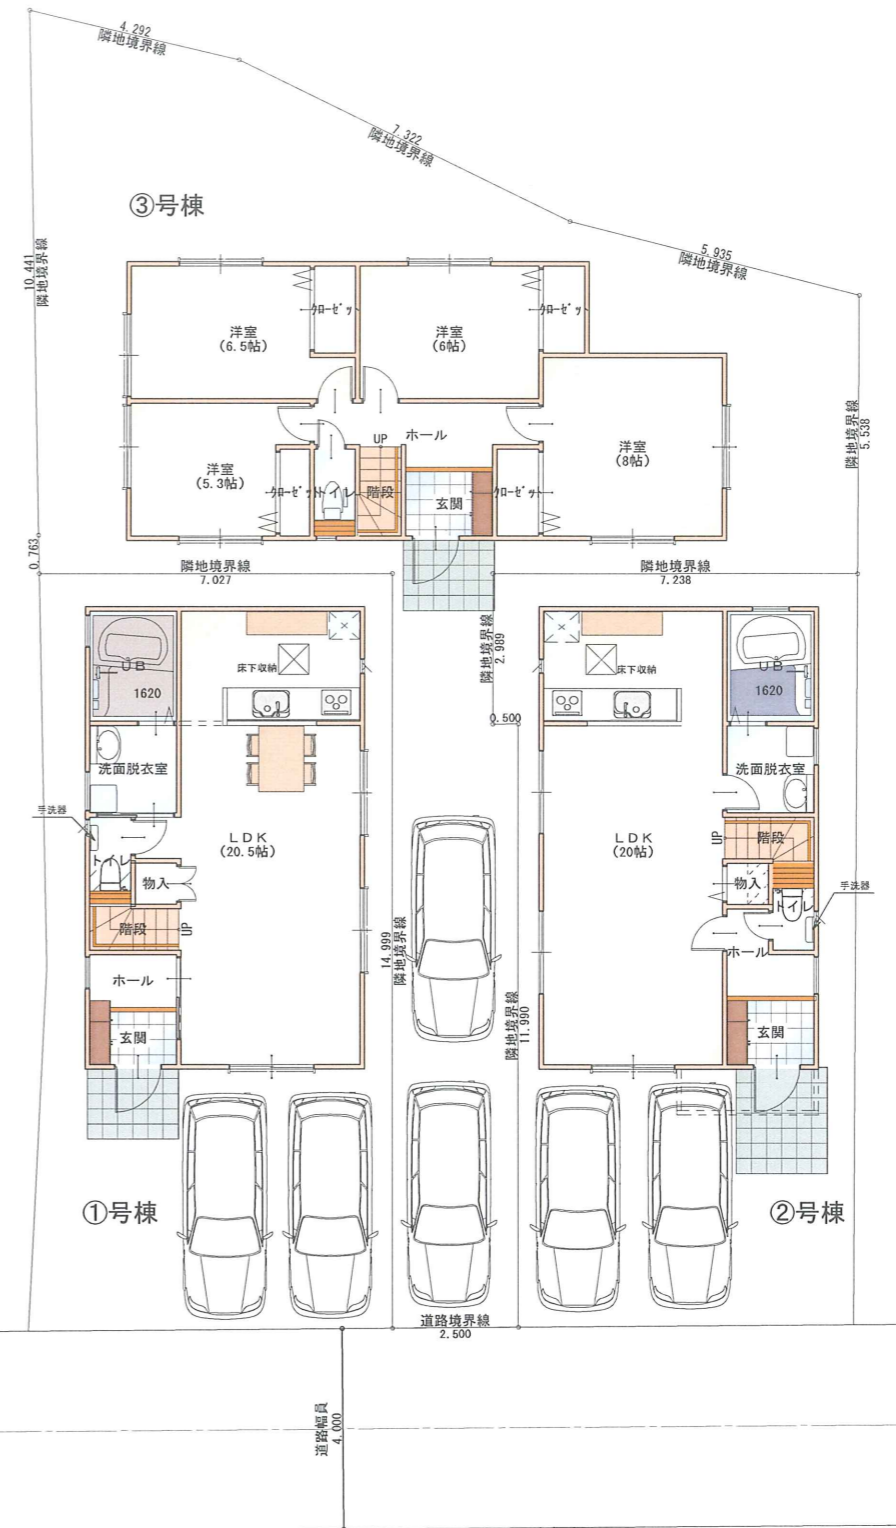 4.292
隣地境界線
7.322
隣地境界線
5.935
隣地境界線
③号棟
10.441
隣地境界線
クローゼッ
クローゼッ
洋室
(6.5帖)
洋室
(6帖)
隣地境界線
5.538
UP
ホール
洋室
(8帖)
洋室
(5.3帖)
クローゼッ
トイレ
階段
玄関
クローゼッ
0.763
隣地境界線
7.027
隣地境界線
7.238
隣地境界線
2.989
床下収納
床下収納
UB
1620
UB
1620
0.500
洗面脱衣室
洗面脱衣室
手洗器
LDK
(20.5帖)
LDK
(20帖)
UP
階段
トイレ
物入
物入
手洗器
トイレ
階段
UP
14.999
隣地境界線
ホール
ホール
隣地境界線
11.990
玄関
玄関
①号棟
②号棟
道路境界線
2.500
道路幅員
4.000